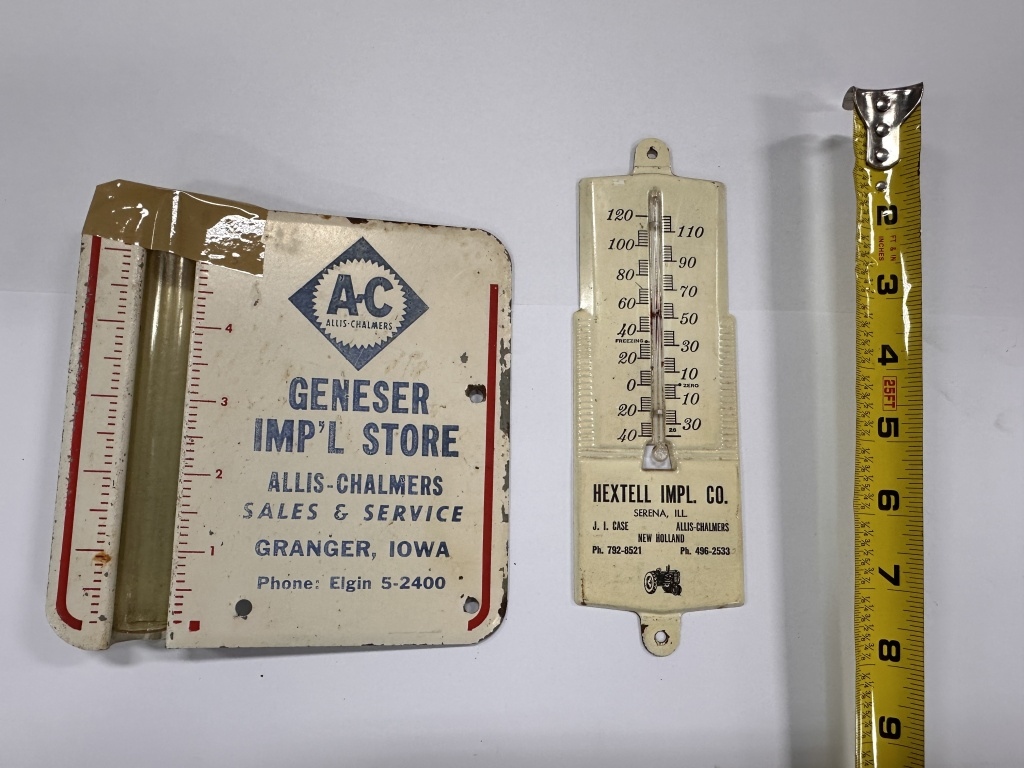 A-C
ALLIS-CHALMERS
GENESER
IMP'L STORE
ALLIS-CHALMERS
SALES & SERVICE
GRANGER, IOWA
Phone: Elgin 5-2400
4
3
2
1
120
110
100
90
80
70
60
50
40
FREEZING
30
20
10
0
ZERO
10
20
30
40
HEXTELL IMPL. CO.
SERENA, ILL.
J. I. CASE ALLIS-CHALMERS
NEW HOLLAND
Ph. 792-8521 Ph. 496-2533
2
FT & IN
INCHES
3
4
25FT
5
6
7
8
9